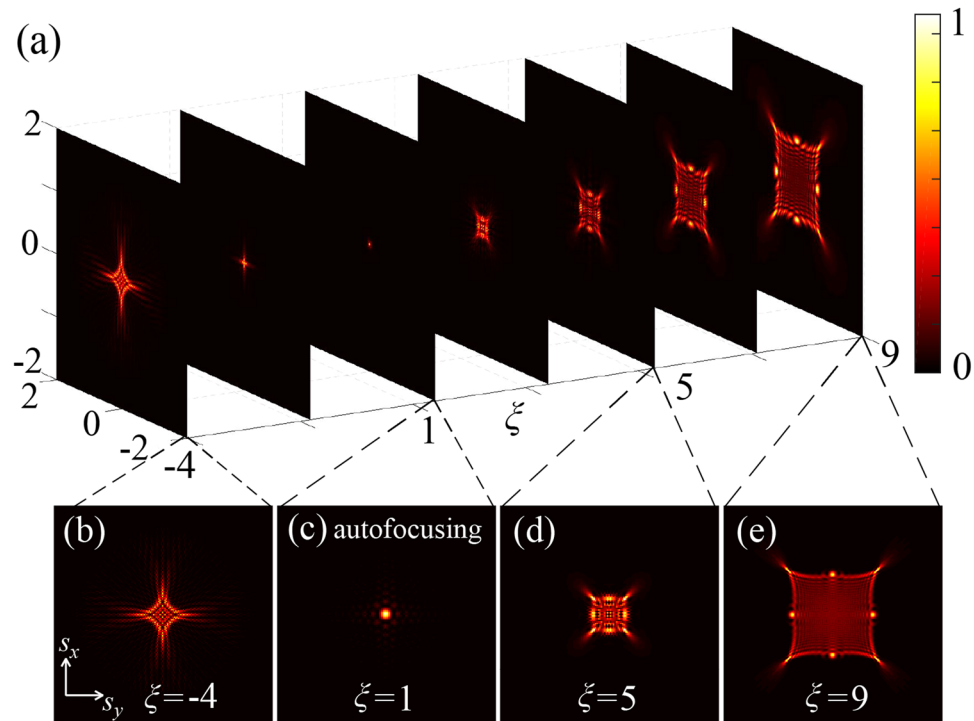 (a)
1
0
2
0
-2
2
0
-2
-4
1
ξ
5
9
(b)
(c) autofocusing
(d)
(e)
s_x
s_y
ξ=-4
ξ=1
ξ=5
ξ=9